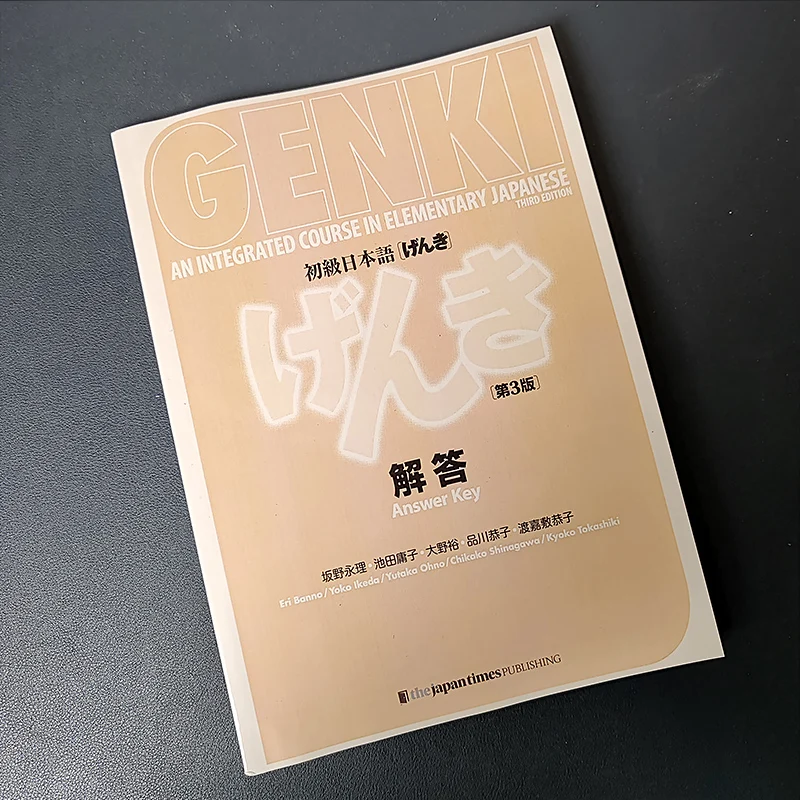 GENKI
AN INTEGRATED COURSE IN ELEMENTARY JAPANESE
THIRD EDITION
初級日本語［げんき］
げんき
［第3版］
解答
Answer Key
坂野永理・池田庸子・大野裕・品川恭子・渡嘉敷恭子
Eri Banno/Yoko Ikeda/Yutaka Ohno/Chikako Shinagawa/Kyoko Tokashiki
the japan times PUBLISHING